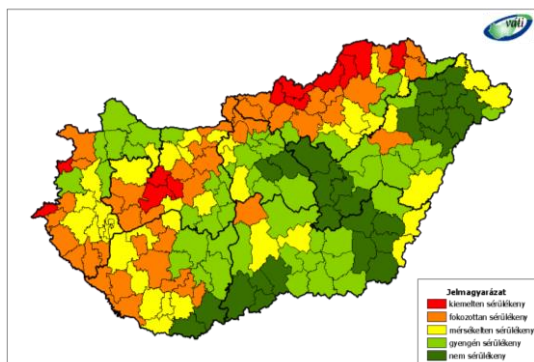 váti
Jelmagyarázat
kiemelten sérülékeny
fokozottan sérülékeny
mérsékelten sérülékeny
gyengén sérülékeny
nem sérülékeny